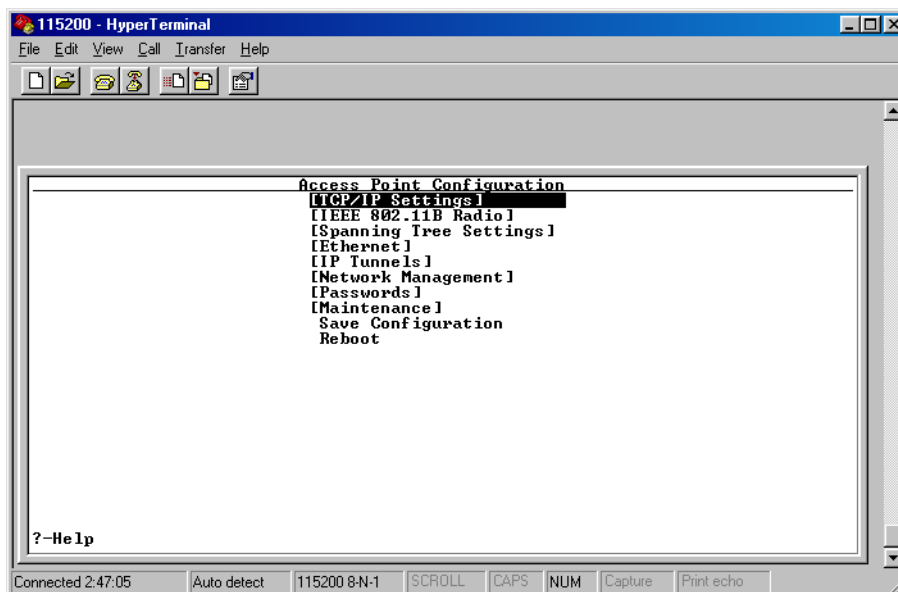 115200 - HyperTerminal
File Edit View Call Transfer Help
Access Point Configuration
[TCP/IP Settings]
[IEEE 802.11B Radio]
[Spanning Tree Settings]
[Ethernet]
[IP Tunnels]
[Network Management]
[Passwords]
[Maintenance]
Save Configuration
Reboot
?-Help
Connected 2:47:05 Auto detect 115200 8-N-1 SCROLL CAPS NUM Capture Print echo